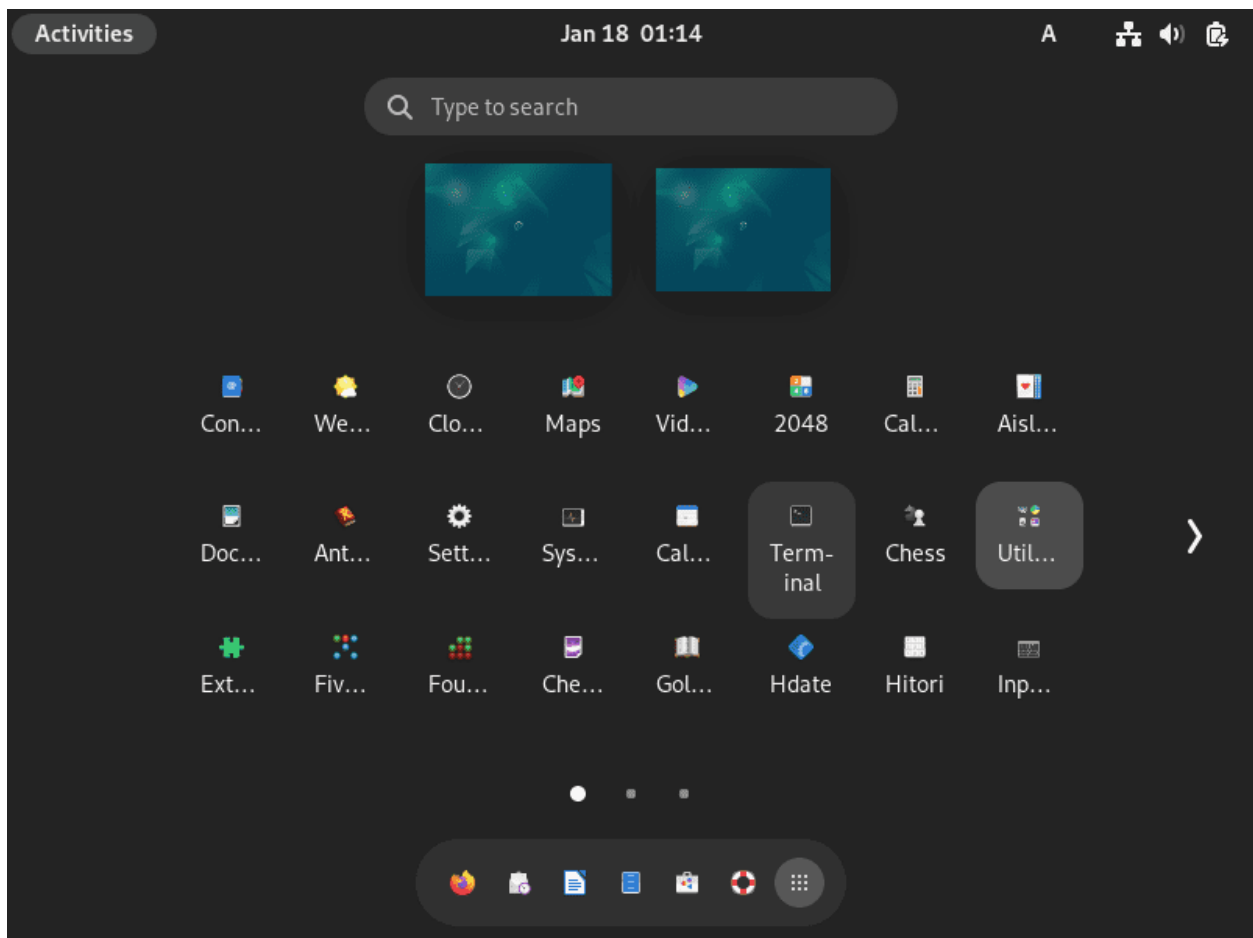 Activities
Jan 18 01:14
A
Type to search
Con...
We...
Clo...
Maps
Vid...
2048
Cal...
Aisl...
Doc...
Ant...
Sett...
Sys...
Cal...
Term-
inal
Chess
Util...
Ext...
Fiv...
Fou...
Che...
Gol...
Hdate
Hitori
Inp...